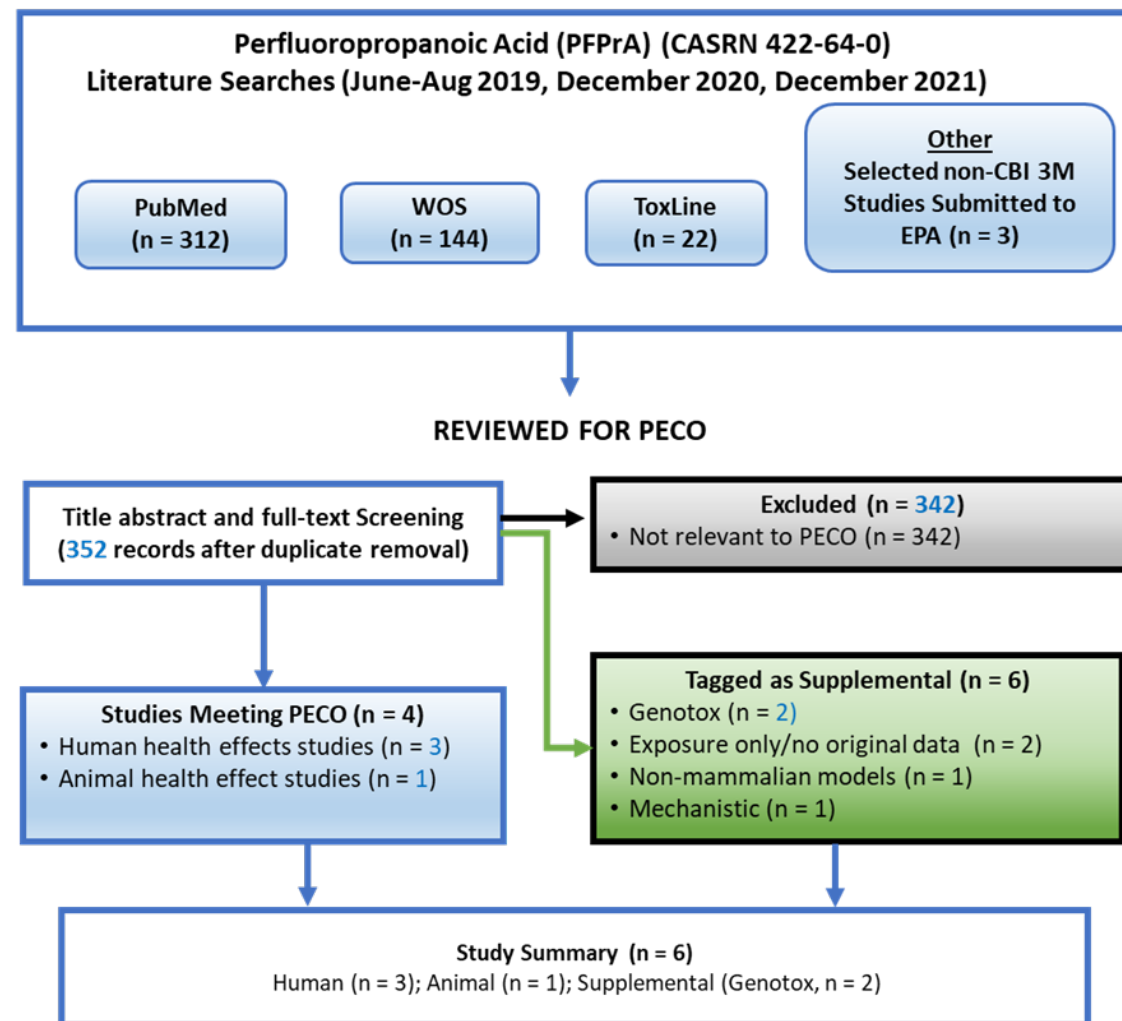 Perfluoropropanoic Acid (PFPrA) (CASRN 422-64-0)
Literature Searches (June-Aug 2019, December 2020, December 2021)
PubMed
(n = 312)
WOS
(n = 144)
ToxLine
(n = 22)
Other
Selected non-CBI 3M
Studies Submitted to
EPA (n = 3)
REVIEWED FOR PECO
Title abstract and full-text Screening
(352 records after duplicate removal)
Excluded (n = 342)
• Not relevant to PECO (n = 342)
Studies Meeting PECO (n = 4)
• Human health effects studies (n = 3)
• Animal health effect studies (n = 1)
Tagged as Supplemental (n = 6)
• Genotox (n = 2)
• Exposure only/no original data (n = 2)
• Non-mammalian models (n = 1)
• Mechanistic (n = 1)
Study Summary (n = 6)
Human (n = 3); Animal (n = 1); Supplemental (Genotox, n = 2)